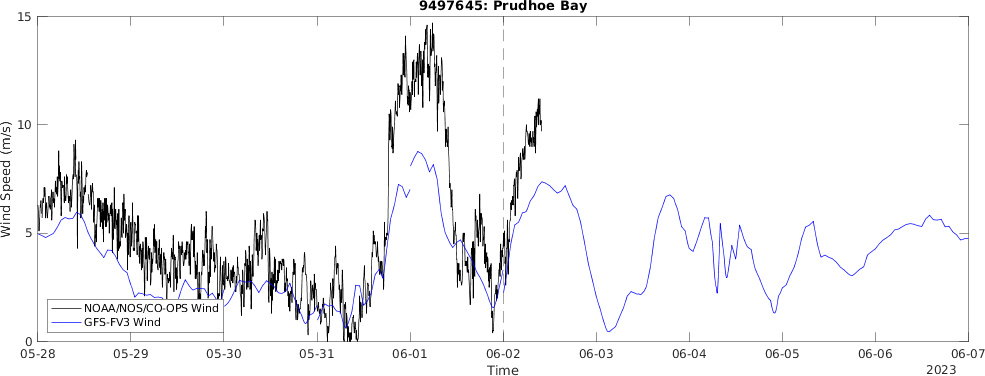 9497645: Prudhoe Bay
Wind Speed (m/s)
15
10
5
0
NOAA/NOS/CO-OPS Wind
GFS-FV3 Wind
05-28 05-29 05-30 05-31 06-01 06-02 06-03 06-04 06-05 06-06 06-07
Time
2023